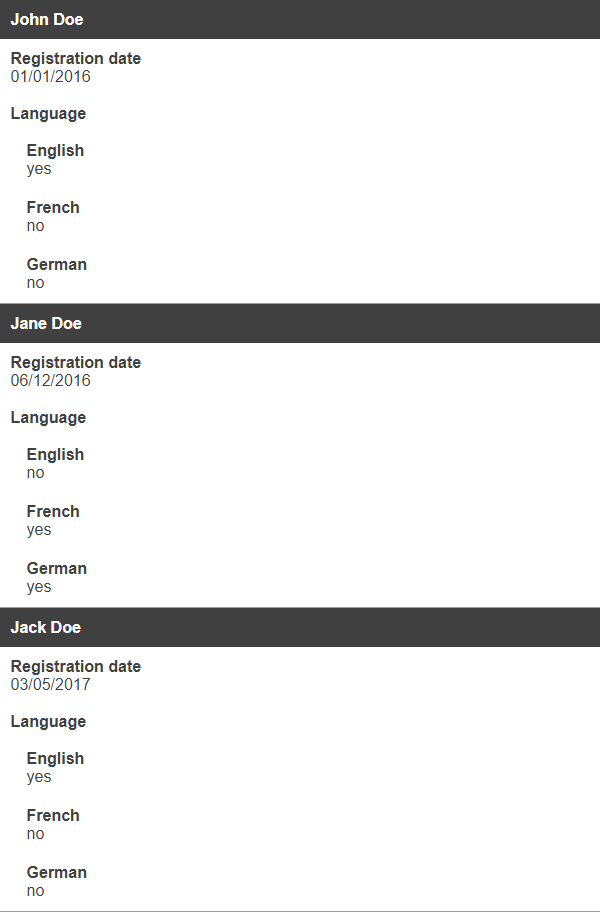 John Doe
Registration date
01/01/2016
Language
English
yes
French
no
German
no
Jane Doe
Registration date
06/12/2016
Language
English
no
French
yes
German
yes
Jack Doe
Registration date
03/05/2017
Language
English
yes
French
no
German
no